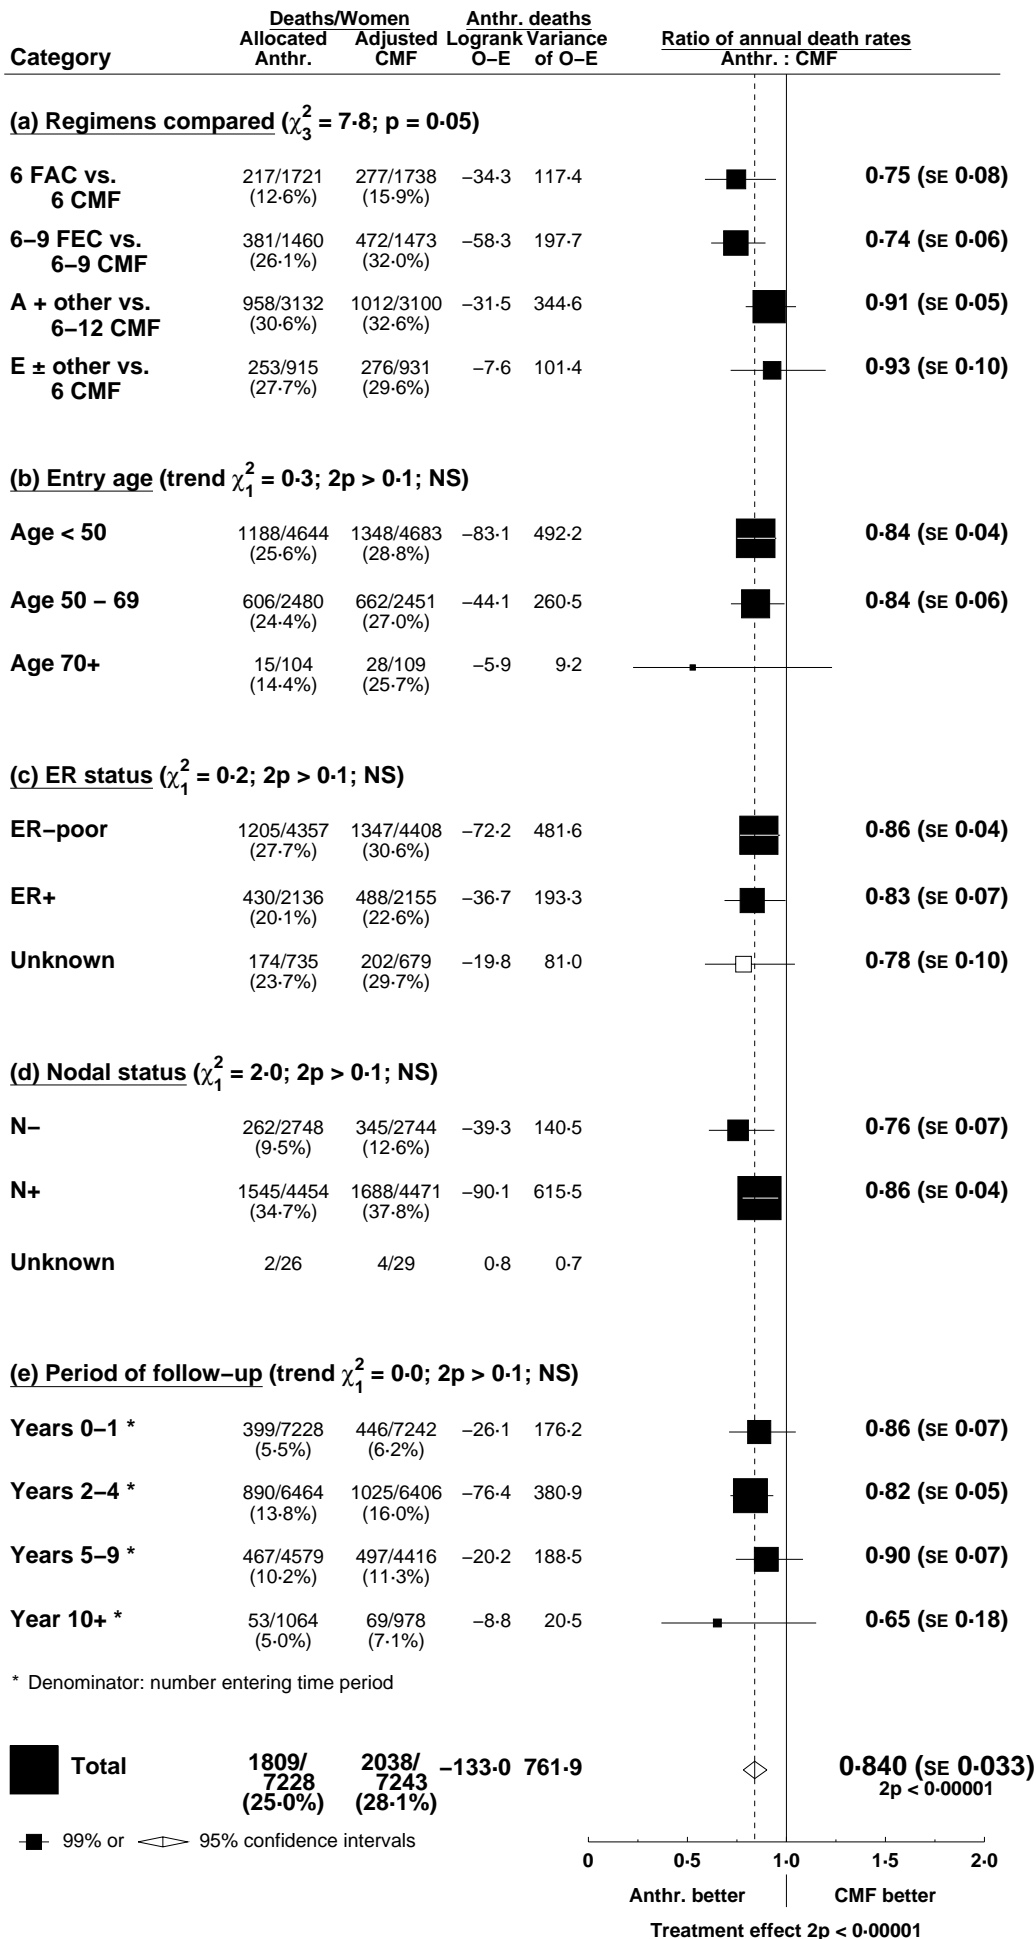 Deaths/Women Anthr. deaths
Allocated Adjusted Logrank Variance Ratio of annual death rates
Category Anthr. CMF O–E of O–E Anthr. : CMF
(a) Regimens compared (χ²₃ = 7·8; p = 0·05)
6 FAC vs. 217/1721 277/1738 –34·3 117·4 0·75 (SE 0·08)
6 CMF (12·6%) (15·9%)
6–9 FEC vs. 381/1460 472/1473 –58·3 197·7 0·74 (SE 0·06)
6–9 CMF (26·1%) (32·0%)
A + other vs. 958/3132 1012/3100 –31·5 344·6 0·91 (SE 0·05)
6–12 CMF (30·6%) (32·6%)
E ± other vs. 253/915 276/931 –7·6 101·4 0·93 (SE 0·10)
6 CMF (27·7%) (29·6%)
(b) Entry age (trend χ²₁ = 0·3; 2p > 0·1; NS)
Age < 50 1188/4644 1348/4683 –83·1 492·2 0·84 (SE 0·04)
(25·6%) (28·8%)
Age 50 – 69 606/2480 662/2451 –44·1 260·5 0·84 (SE 0·06)
(24·4%) (27·0%)
Age 70+ 15/104 28/109 –5·9 9·2
(14·4%) (25·7%)
(c) ER status (χ²₁ = 0·2; 2p > 0·1; NS)
ER–poor 1205/4357 1347/4408 –72·2 481·6 0·86 (SE 0·04)
(27·7%) (30·6%)
ER+ 430/2136 488/2155 –36·7 193·3 0·83 (SE 0·07)
(20·1%) (22·6%)
Unknown 174/735 202/679 –19·8 81·0 0·78 (SE 0·10)
(23·7%) (29·7%)
(d) Nodal status (χ²₁ = 2·0; 2p > 0·1; NS)
N– 262/2748 345/2744 –39·3 140·5 0·76 (SE 0·07)
(9·5%) (12·6%)
N+ 1545/4454 1688/4471 –90·1 615·5 0·86 (SE 0·04)
(34·7%) (37·8%)
Unknown 2/26 4/29 0·8 0·7
(e) Period of follow–up (trend χ²₁ = 0·0; 2p > 0·1; NS)
Years 0–1 * 399/7228 446/7242 –26·1 176·2 0·86 (SE 0·07)
(5·5%) (6·2%)
Years 2–4 * 890/6464 1025/6406 –76·4 380·9 0·82 (SE 0·05)
(13·8%) (16·0%)
Years 5–9 * 467/4579 497/4416 –20·2 188·5 0·90 (SE 0·07)
(10·2%) (11·3%)
Year 10+ * 53/1064 69/978 –8·8 20·5 0·65 (SE 0·18)
(5·0%) (7·1%)
* Denominator: number entering time period
Total 1809/ 2038/ –133·0 761·9 0·840 (SE 0·033)
7228 7243 2p < 0·00001
(25·0%) (28·1%)
99% or 95% confidence intervals
0 0·5 1·0 1·5 2·0
Anthr. better CMF better
Treatment effect 2p < 0·00001